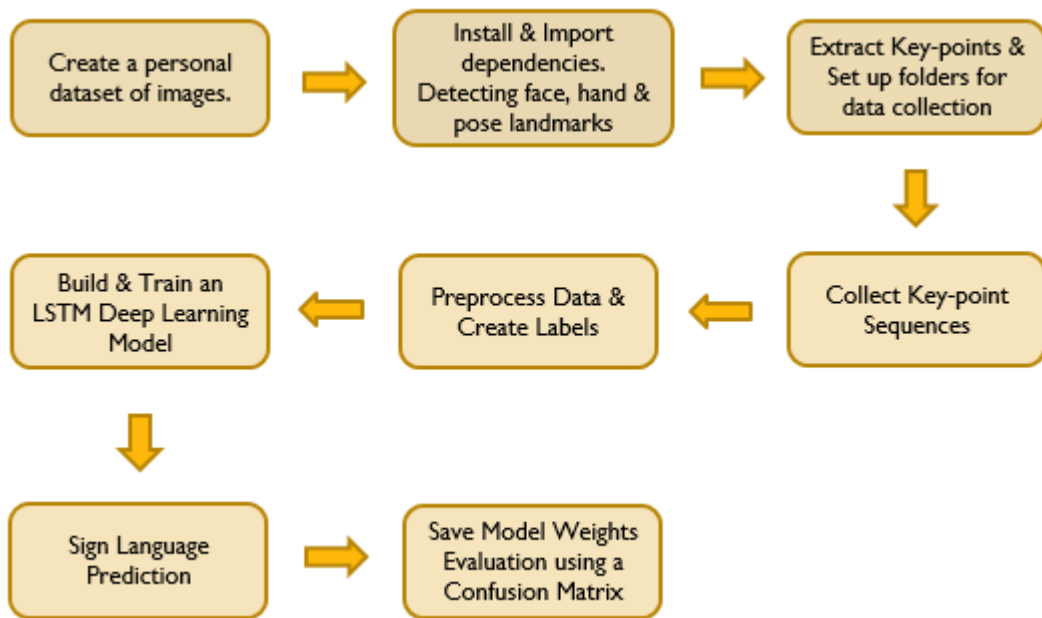 Create a personal
dataset of images.
Install & Import
dependencies.
Detecting face, hand &
pose landmarks
Extract Key-points &
Set up folders for
data collection
Collect Key-point
Sequences
Preprocess Data &
Create Labels
Build & Train an
LSTM Deep Learning
Model
Sign Language
Prediction
Save Model Weights
Evaluation using a
Confusion Matrix